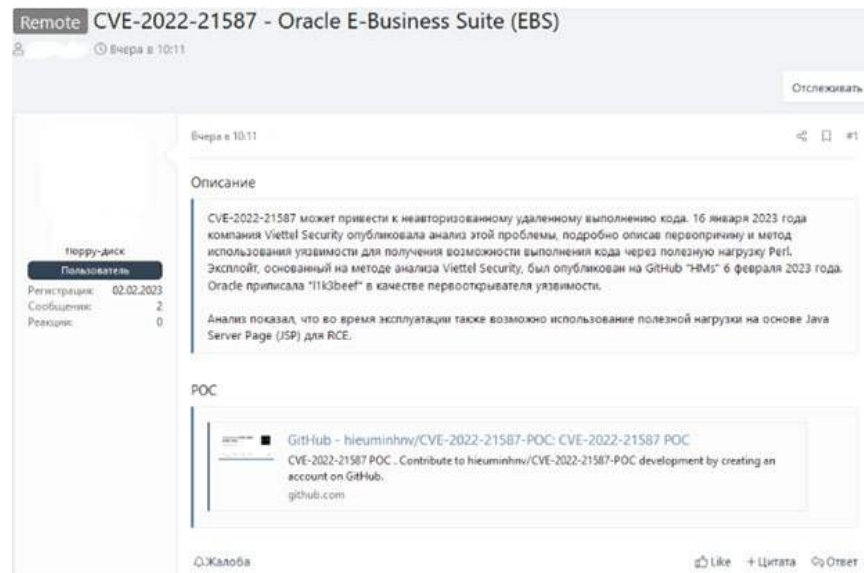 Remote CVE-2022-21587 - Oracle E-Business Suite (EBS)
Вчера в 10:11
Отслеживать
Вчера в 10:11
#1
Описание
CVE-2022-21587 может привести к неавторизованному удаленному выполнению кода. 16 января 2023 года
компания Viettel Security опубликовала анализ этой проблемы, подробно описав первопричину и метод
использования уязвимости для получения возможности выполнения кода через полезную нагрузку Perl.
Эксплойт, основанный на методе анализа Viettel Security, был опубликован на GitHub "HMs" 6 февраля 2023 года.
Oracle приписала "l1k3beef" в качестве первооткрывателя уязвимости.
Анализ показал, что во время эксплуатации также возможно использование полезной нагрузки на основе Java
Server Page (JSP) для RCE.
floppy-диск
Пользователь
Регистрация: 02.02.2023
Сообщения: 2
Реакции: 0
POC
GitHub - hieuminhnv/CVE-2022-21587-POC: CVE-2022-21587 POC
CVE-2022-21587 POC . Contribute to hieuminhnv/CVE-2022-21587-POC development by creating an
account on GitHub.
github.com
Жалоба
Like +Цитата Ответ